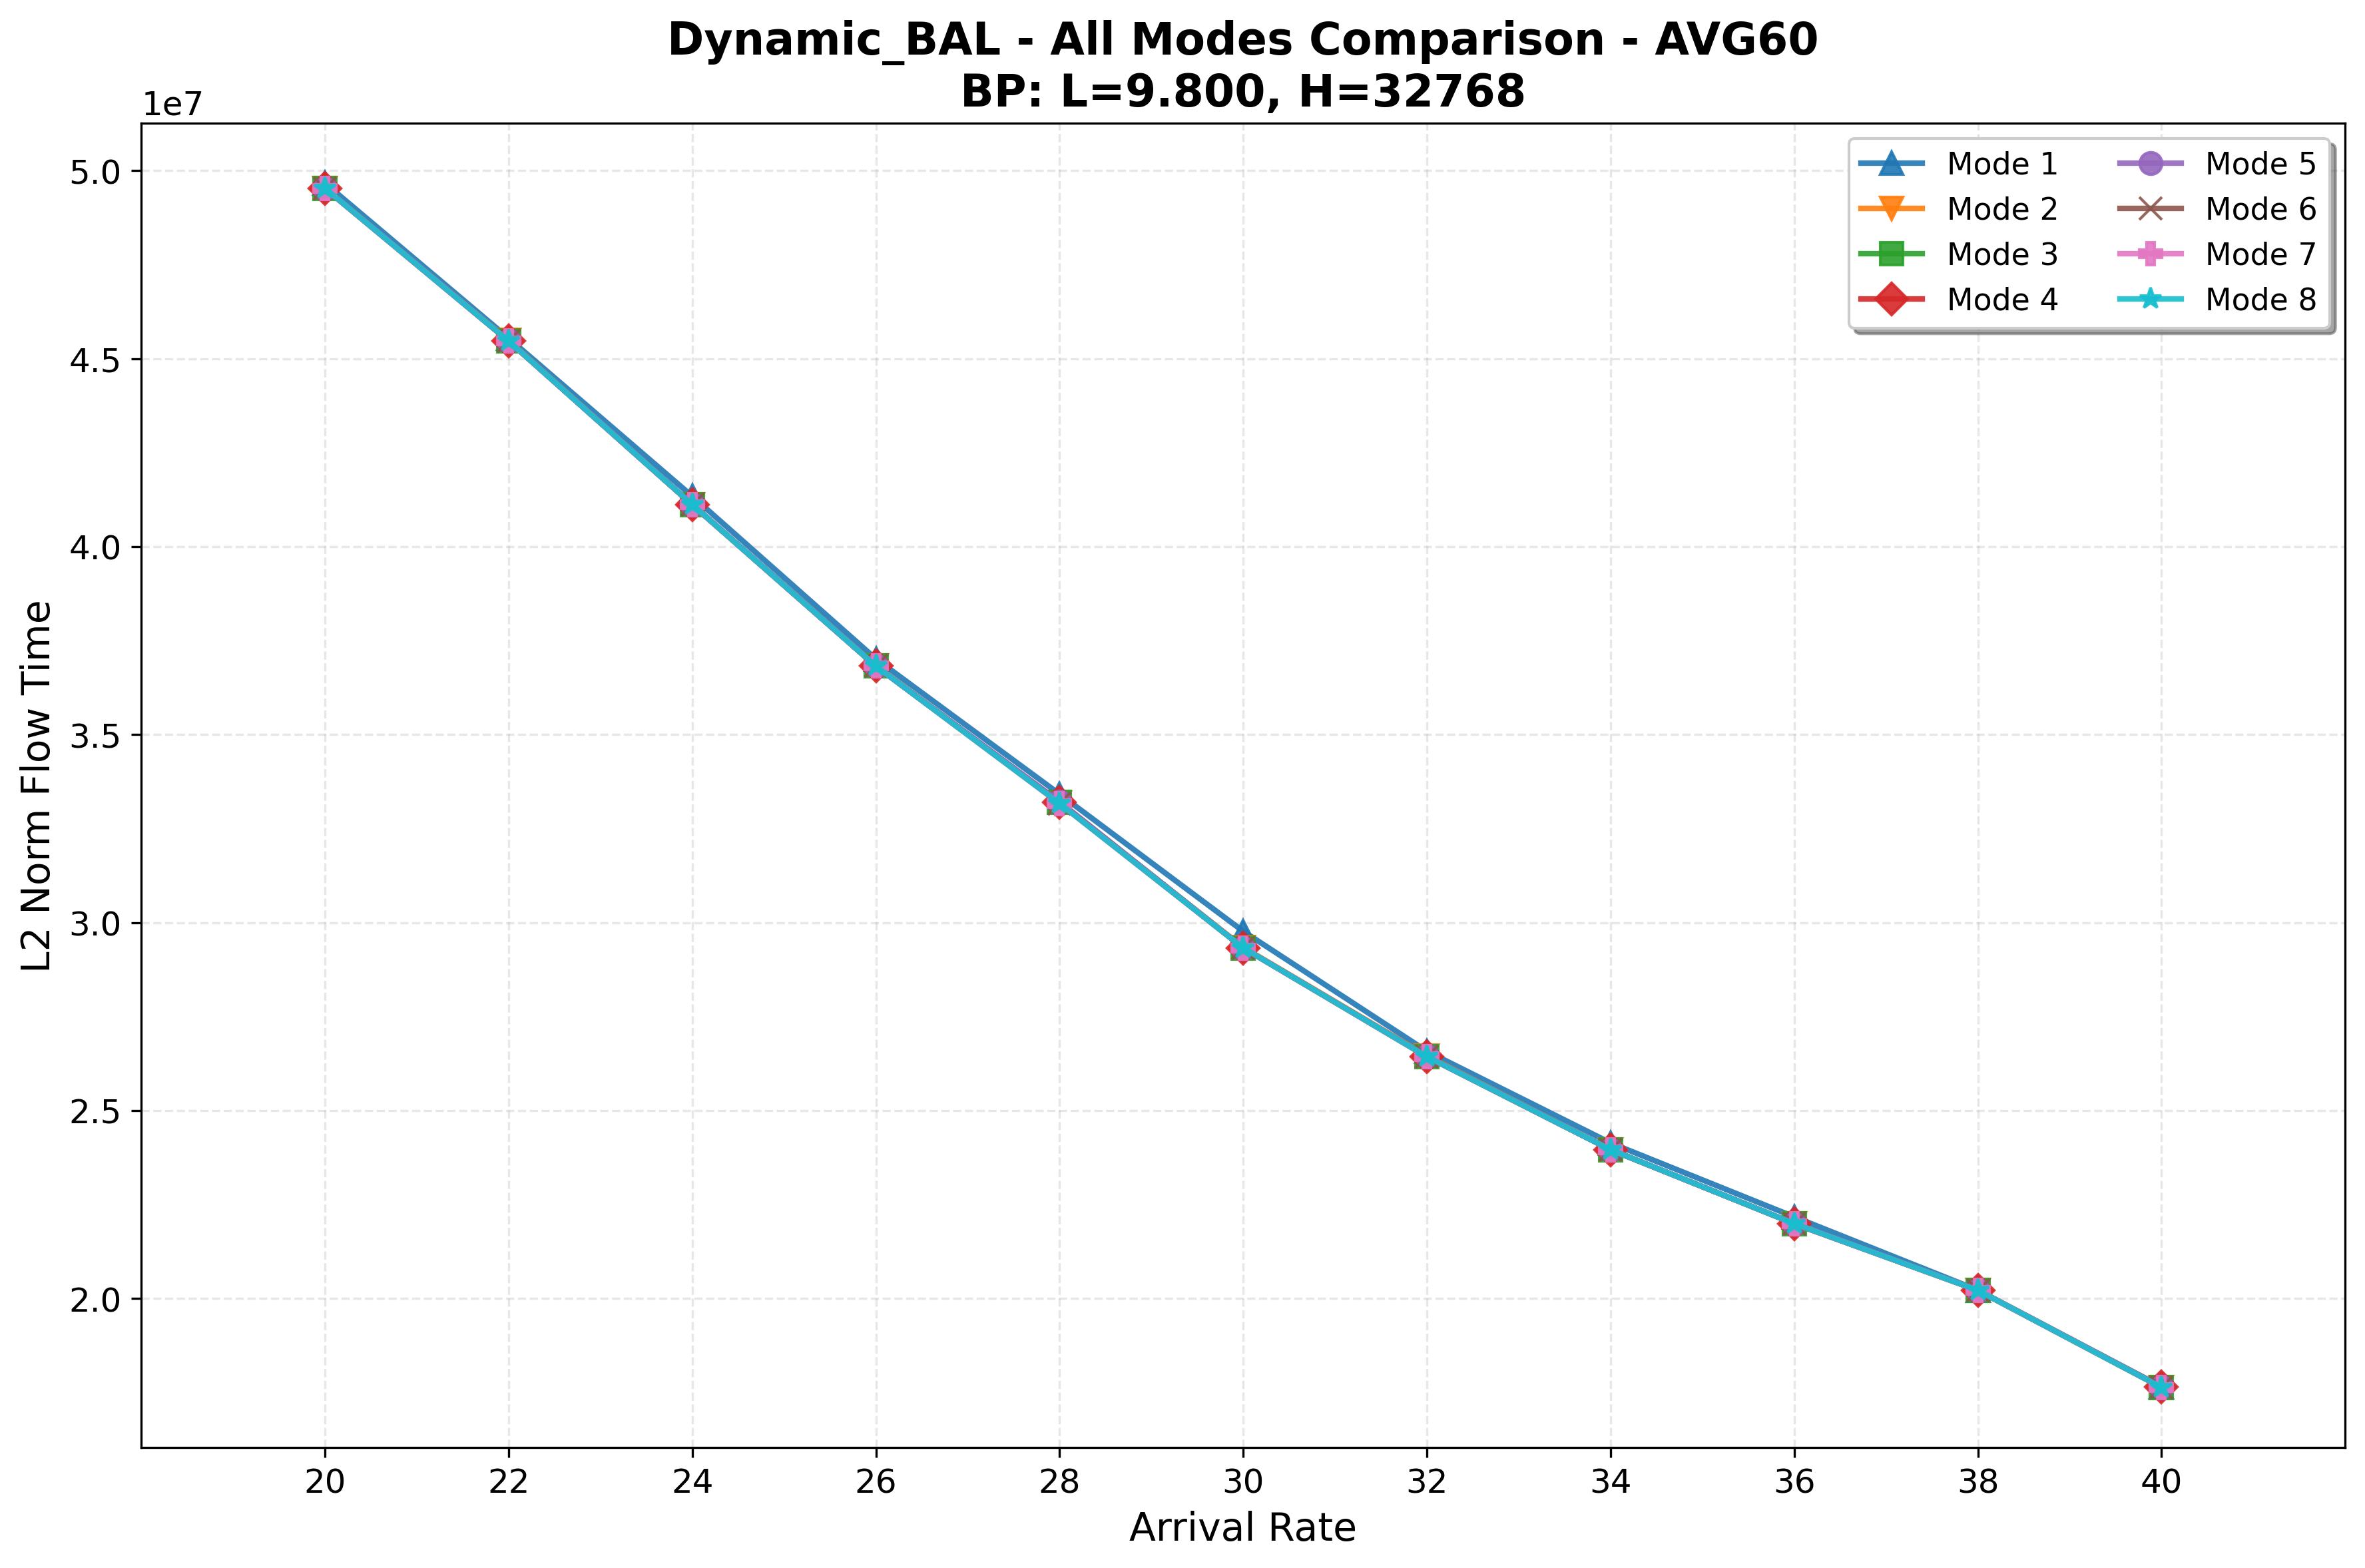 Dynamic_BAL - All Modes Comparison - AVG60
BP: L=9.800, H=32768
1e7
Mode 1
Mode 2
Mode 3
Mode 4
Mode 5
Mode 6
Mode 7
Mode 8
5.0
4.5
4.0
3.5
3.0
2.5
2.0
L2 Norm Flow Time
20 22 24 26 28 30 32 34 36 38 40
Arrival Rate